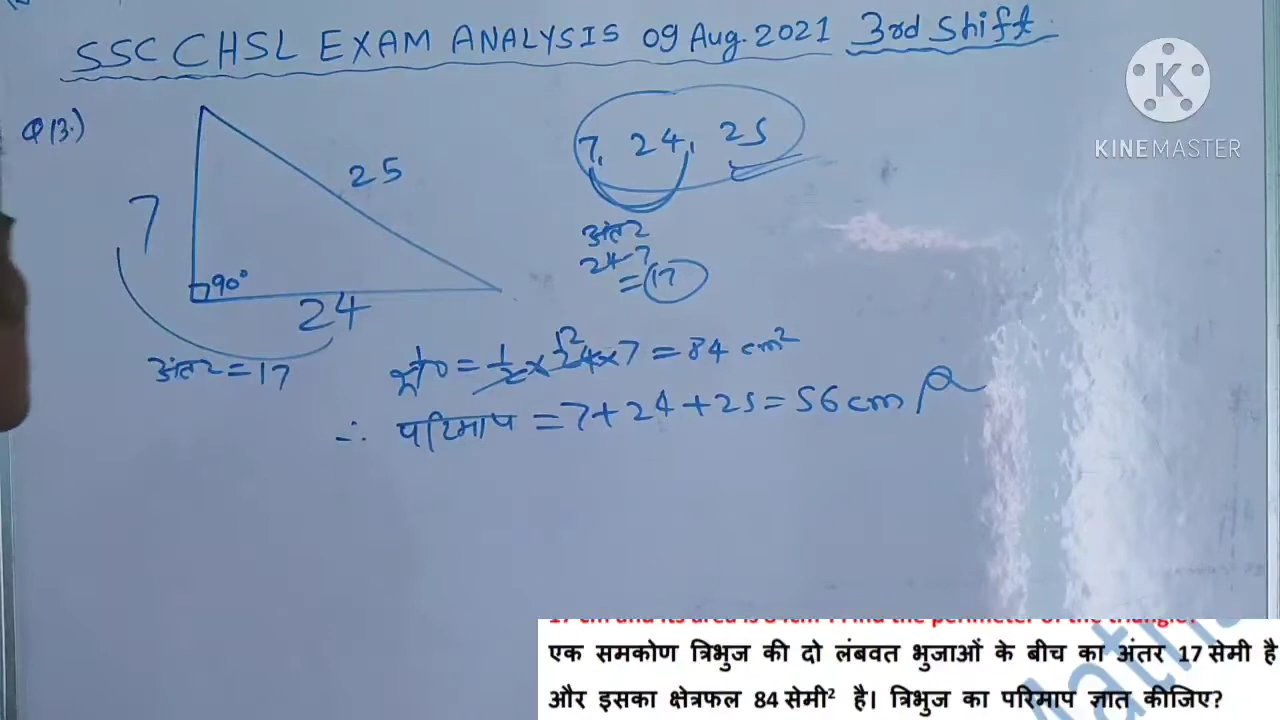 SSC CHSL EXAM ANALYSIS 09 Aug. 2021 3rd Shift
Q 13.)
7
25
90°
24
अंतर = 17
7, 24, 25
अंतर
24-7
= 17
= 1/2 × 24 × 7 = 84 cm²
12
∴ परिमाप = 7+24+25 = 56 cm
KINEMASTER
एक समकोण त्रिभुज की दो लंबवत भुजाओं के बीच का अंतर 17 सेमी है
और इसका क्षेत्रफल 84 सेमी² है। त्रिभुज का परिमाप ज्ञात कीजिए?